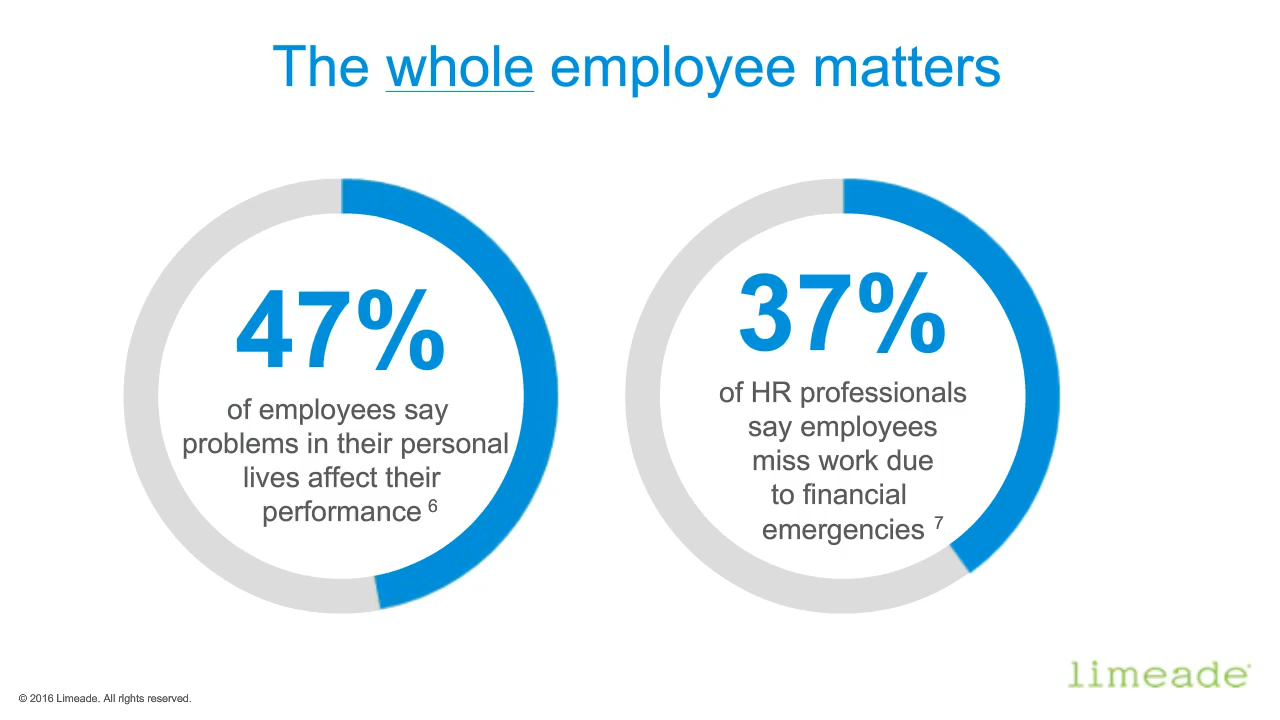 The whole employee matters
47%
of employees say
problems in their personal
lives affect their
performance 6
37%
of HR professionals
say employees
miss work due
to financial
emergencies 7
limeade
© 2016 Limeade. All rights reserved.